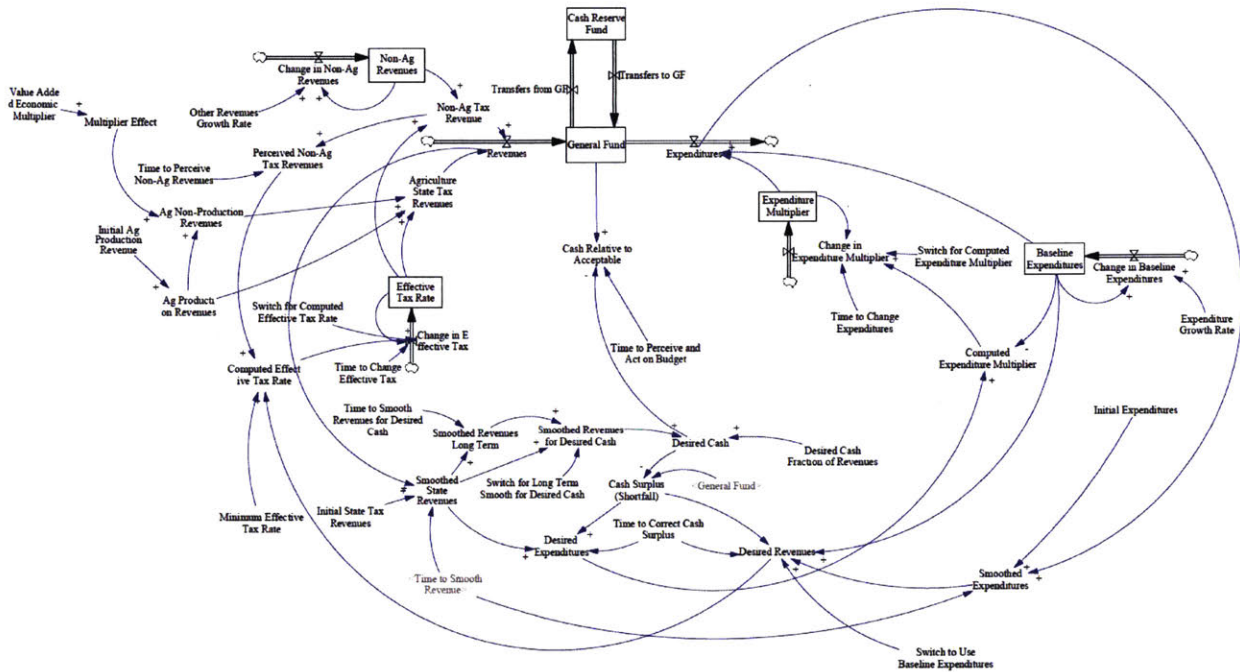 Cash Reserve
Fund
Non-Ag
Revenues
Change in Non-Ag
Revenues
Transfers from GF
Transfers to GF
Value Adde
d Economic
Multiplier
Multiplier Effect
Other Revenues
Growth Rate
Non-Ag Tax
Revenue
Revenues
General Fund
Expenditures
Perceived Non-Ag
Tax Revenues
Time to Perceive
Non-Ag Revenues
Agriculture
State Tax
Revenues
Expenditure
Multiplier
Ag Non-Production
Revenues
Initial Ag
Production
Revenue
Cash Relative to
Acceptable
Change in
Expenditure Multiplier
Switch for Computed
Expenditure Multiplier
Baseline
Expenditures
Change in Baseline
Expenditures
Ag Producti
on Revenues
Effective
Tax Rate
Switch for Computed
Effective Tax Rate
Change in E
ffective Tax
Time to Change
Effective Tax
Time to Change
Expenditures
Expenditure
Growth Rate
Time to Perceive and
Act on Budget
Computed
Expenditure Multiplier
Computed Effect
ive Tax Rate
Time to Smooth
Revenues for Desired
Cash
Smoothed Revenues
Long Term
Smoothed Revenues
for Desired Cash
Desired Cash
Desired Cash
Fraction of Revenues
Initial Expenditures
Smoothed
State
Revenues
Switch for Long Term
Smooth for Desired Cash
Cash Surplus
(Shortfall)
General Fund
Initial State Tax
Revenues
Minimum Effective
Tax Rate
Desired
Expenditures
Time to Correct Cash
Surplus
Desired Revenues
Time to Smooth
Revenue
Smoothed
Expenditures
Switch to Use
Baseline Expenditures